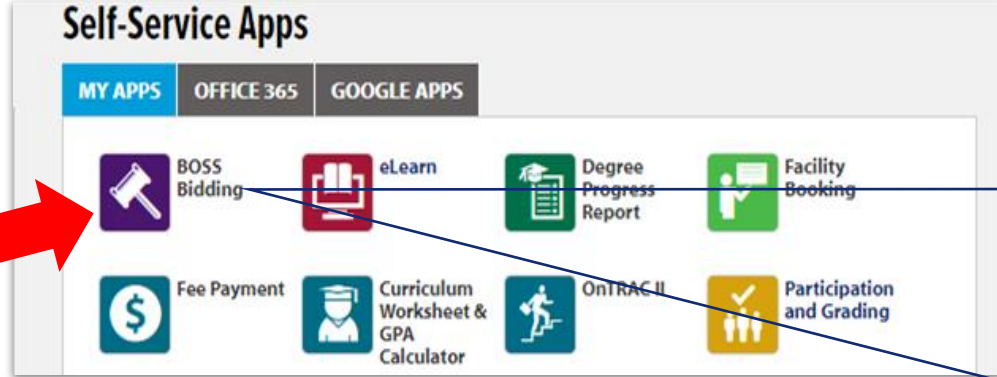 Self-Service Apps
MY APPS OFFICE 365 GOOGLE APPS
BOSS
Bidding
eLearn
Degree
Progress
Report
Facility
Booking
Fee Payment
Curriculum
Worksheet &
GPA
Calculator
OnTRAC II
Participation
and Grading